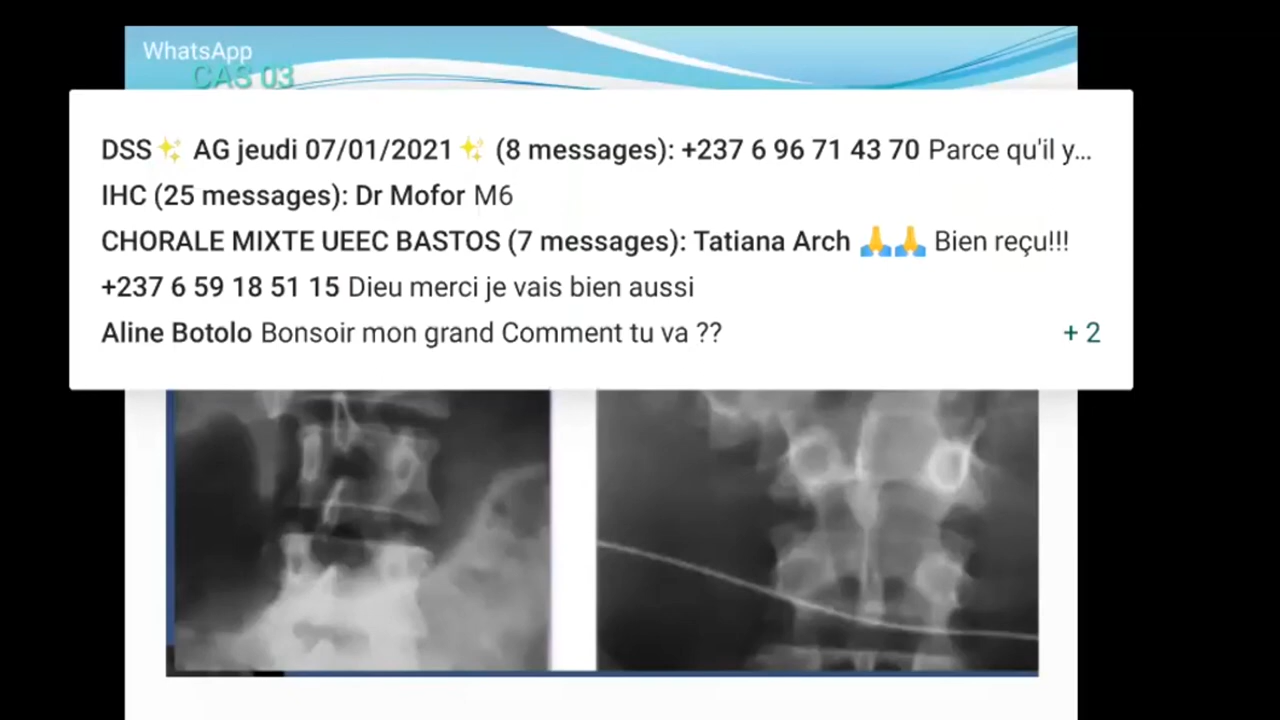 WhatsApp
CAS 03
DSS✨ AG jeudi 07/01/2021✨ (8 messages): +237 6 96 71 43 70 Parce qu'il y...
IHC (25 messages): Dr Mofor M6
CHORALE MIXTE UEEC BASTOS (7 messages): Tatiana Arch 🙏🙏 Bien reçu!!!
+237 6 59 18 51 15 Dieu merci je vais bien aussi
Aline Botolo Bonsoir mon grand Comment tu va ??
+ 2